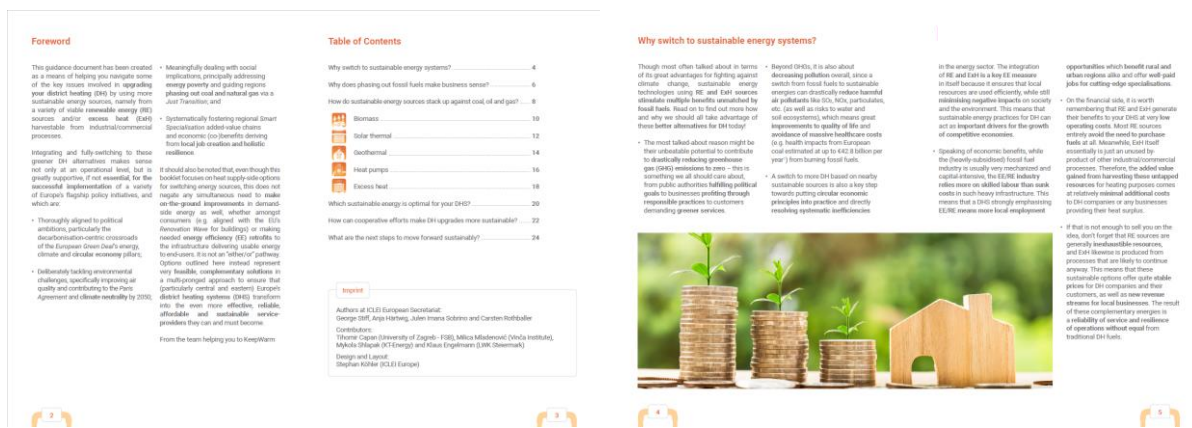 Foreword
This guidance document has been created
as a means of helping you navigate some
of the key issues involved in upgrading
your district heating (DH) by using more
sustainable energy sources, namely from
a variety of viable renewable energy (RE)
sources and/or excess heat (ExH)
harvestable from industrial/commercial
processes.
Integrating and fully-switching to these
greener DH alternatives makes sense
not only at an operational level, but is
greatly supportive, if not essential, for the
successful implementation of a variety
of Europe's flagship policy initiatives, and
which are:
• Thoroughly aligned to political
ambitions, particularly the
decarbonisation-centric crossroads
of the European Green Deal's energy,
climate and circular economy pillars;
• Deliberately tackling environmental
challenges, specifically improving air
quality and contributing to the Paris
Agreement and climate neutrality by 2050;
• Meaningfully dealing with social
implications, principally addressing
energy poverty and guiding regions
phasing out coal and natural gas via a
Just Transition; and
• Systematically fostering regional Smart
Specialisation added-value chains
and economic (co-)benefits deriving
from local job creation and holistic
resilience.
It should also be noted that, even though this
booklet focuses on heat supply-side options
for switching energy sources, this does not
negate any simultaneous need to make
on-the-ground improvements in demand-
side energy as well, whether amongst
consumers (e.g. aligned with the EU's
Renovation Wave for buildings) or making
needed energy efficiency (EE) retrofits to
the infrastructure delivering usable energy
to end-users. It is not an "either/or" pathway.
Options outlined here instead represent
very feasible, complementary solutions in
a multi-pronged approach to ensure that
(particularly central and eastern) Europe's
district heating systems (DHS) transform
into the even more effective, reliable,
affordable and sustainable service-
providers they can and must become.
From the team helping you to KeepWarm
2
Table of Contents
Why switch to sustainable energy systems? 4
Why does phasing out fossil fuels make business sense? 6
How do sustainable energy sources stack up against coal, oil and gas? 8
Biomass 10
Solar thermal 12
Geothermal 14
Heat pumps 16
Excess heat 18
Which sustainable energy is optimal for your DHS? 20
How can cooperative efforts make DH upgrades more sustainable? 22
What are the next steps to move forward sustainably? 24
Imprint
Authors at ICLEI European Secretariat:
George Stiff, Anja Härtwig, Julen Imana Sobrino and Carsten Rothballer
Contributors:
Tihomir Capan (University of Zagreb - FSB), Milica Mladenović (Vinča Institute),
Mykola Shlapak (KT-Energy) and Klaus Engelmann (LWK Steiermark)
Design and Layout:
Stephan Köhler (ICLEI Europe)
3
Why switch to sustainable energy systems?
Though most often talked about in terms
of its great advantages for fighting against
climate change, sustainable energy
technologies using RE and ExH sources
stimulate multiple benefits unmatched by
fossil fuels. Read on to find out more how
and why we should all take advantage of
these better alternatives for DH today!
• The most talked-about reason might be
their unbeatable potential to contribute
to drastically reducing greenhouse
gas (GHG) emissions to zero – this is
something we all should care about,
from public authorities fulfilling political
goals to businesses profiting through
responsible practices to customers
demanding greener services.
• Beyond GHGs, it is also about
decreasing pollution overall, since a
switch from fossil fuels to sustainable
energies can drastically reduce harmful
air pollutants like SO₂, NOₓ, particulates,
etc. (as well as risks to water and
soil ecosystems), which means great
improvements to quality of life and
avoidance of massive healthcare costs
(e.g. health impacts from European
coal estimated at up to €42.8 billion per
year¹) from burning fossil fuels.
• A switch to more DH based on nearby
sustainable sources is also a key step
towards putting circular economic
principles into practice and directly
resolving systematic inefficiencies
in the energy sector. The integration
of RE and ExH is a key EE measure
in itself because it ensures that local
resources are used efficiently, while still
minimising negative impacts on society
and the environment. This means that
sustainable energy practices for DH can
act as important drivers for the growth
of competitive economies.
• Speaking of economic benefits, while
the (heavily-subsidised) fossil fuel
industry is usually very mechanized and
capital-intensive, the EE/RE industry
relies more on skilled labour than sunk
costs in such heavy infrastructure. This
means that a DHS strongly emphasising
EE/RE means more local employment
opportunities which benefit rural and
urban regions alike and offer well-paid
jobs for cutting-edge specialisations.
• On the financial side, it is worth
remembering that RE and ExH generate
their benefits to your DHS at very low
operating costs. Most RE sources
entirely avoid the need to purchase
fuels at all. Meanwhile, ExH itself
essentially is just an unused by-
product of other industrial/commercial
processes. Therefore, the added value
gained from harvesting these untapped
resources for heating purposes comes
at relatively minimal additional costs
to DH companies or any businesses
providing their heat surplus.
• If that is not enough to sell you on the
idea, don't forget that RE sources are
generally inexhaustible resources,
and ExH likewise is produced from
processes that are likely to continue
anyway. This means that these
sustainable options offer quite stable
prices for DH companies and their
customers, as well as new revenue
streams for local businesses. The result
of these complementary energies is
a reliability of service and resilience
of operations without equal from
traditional DH fuels.
4
5